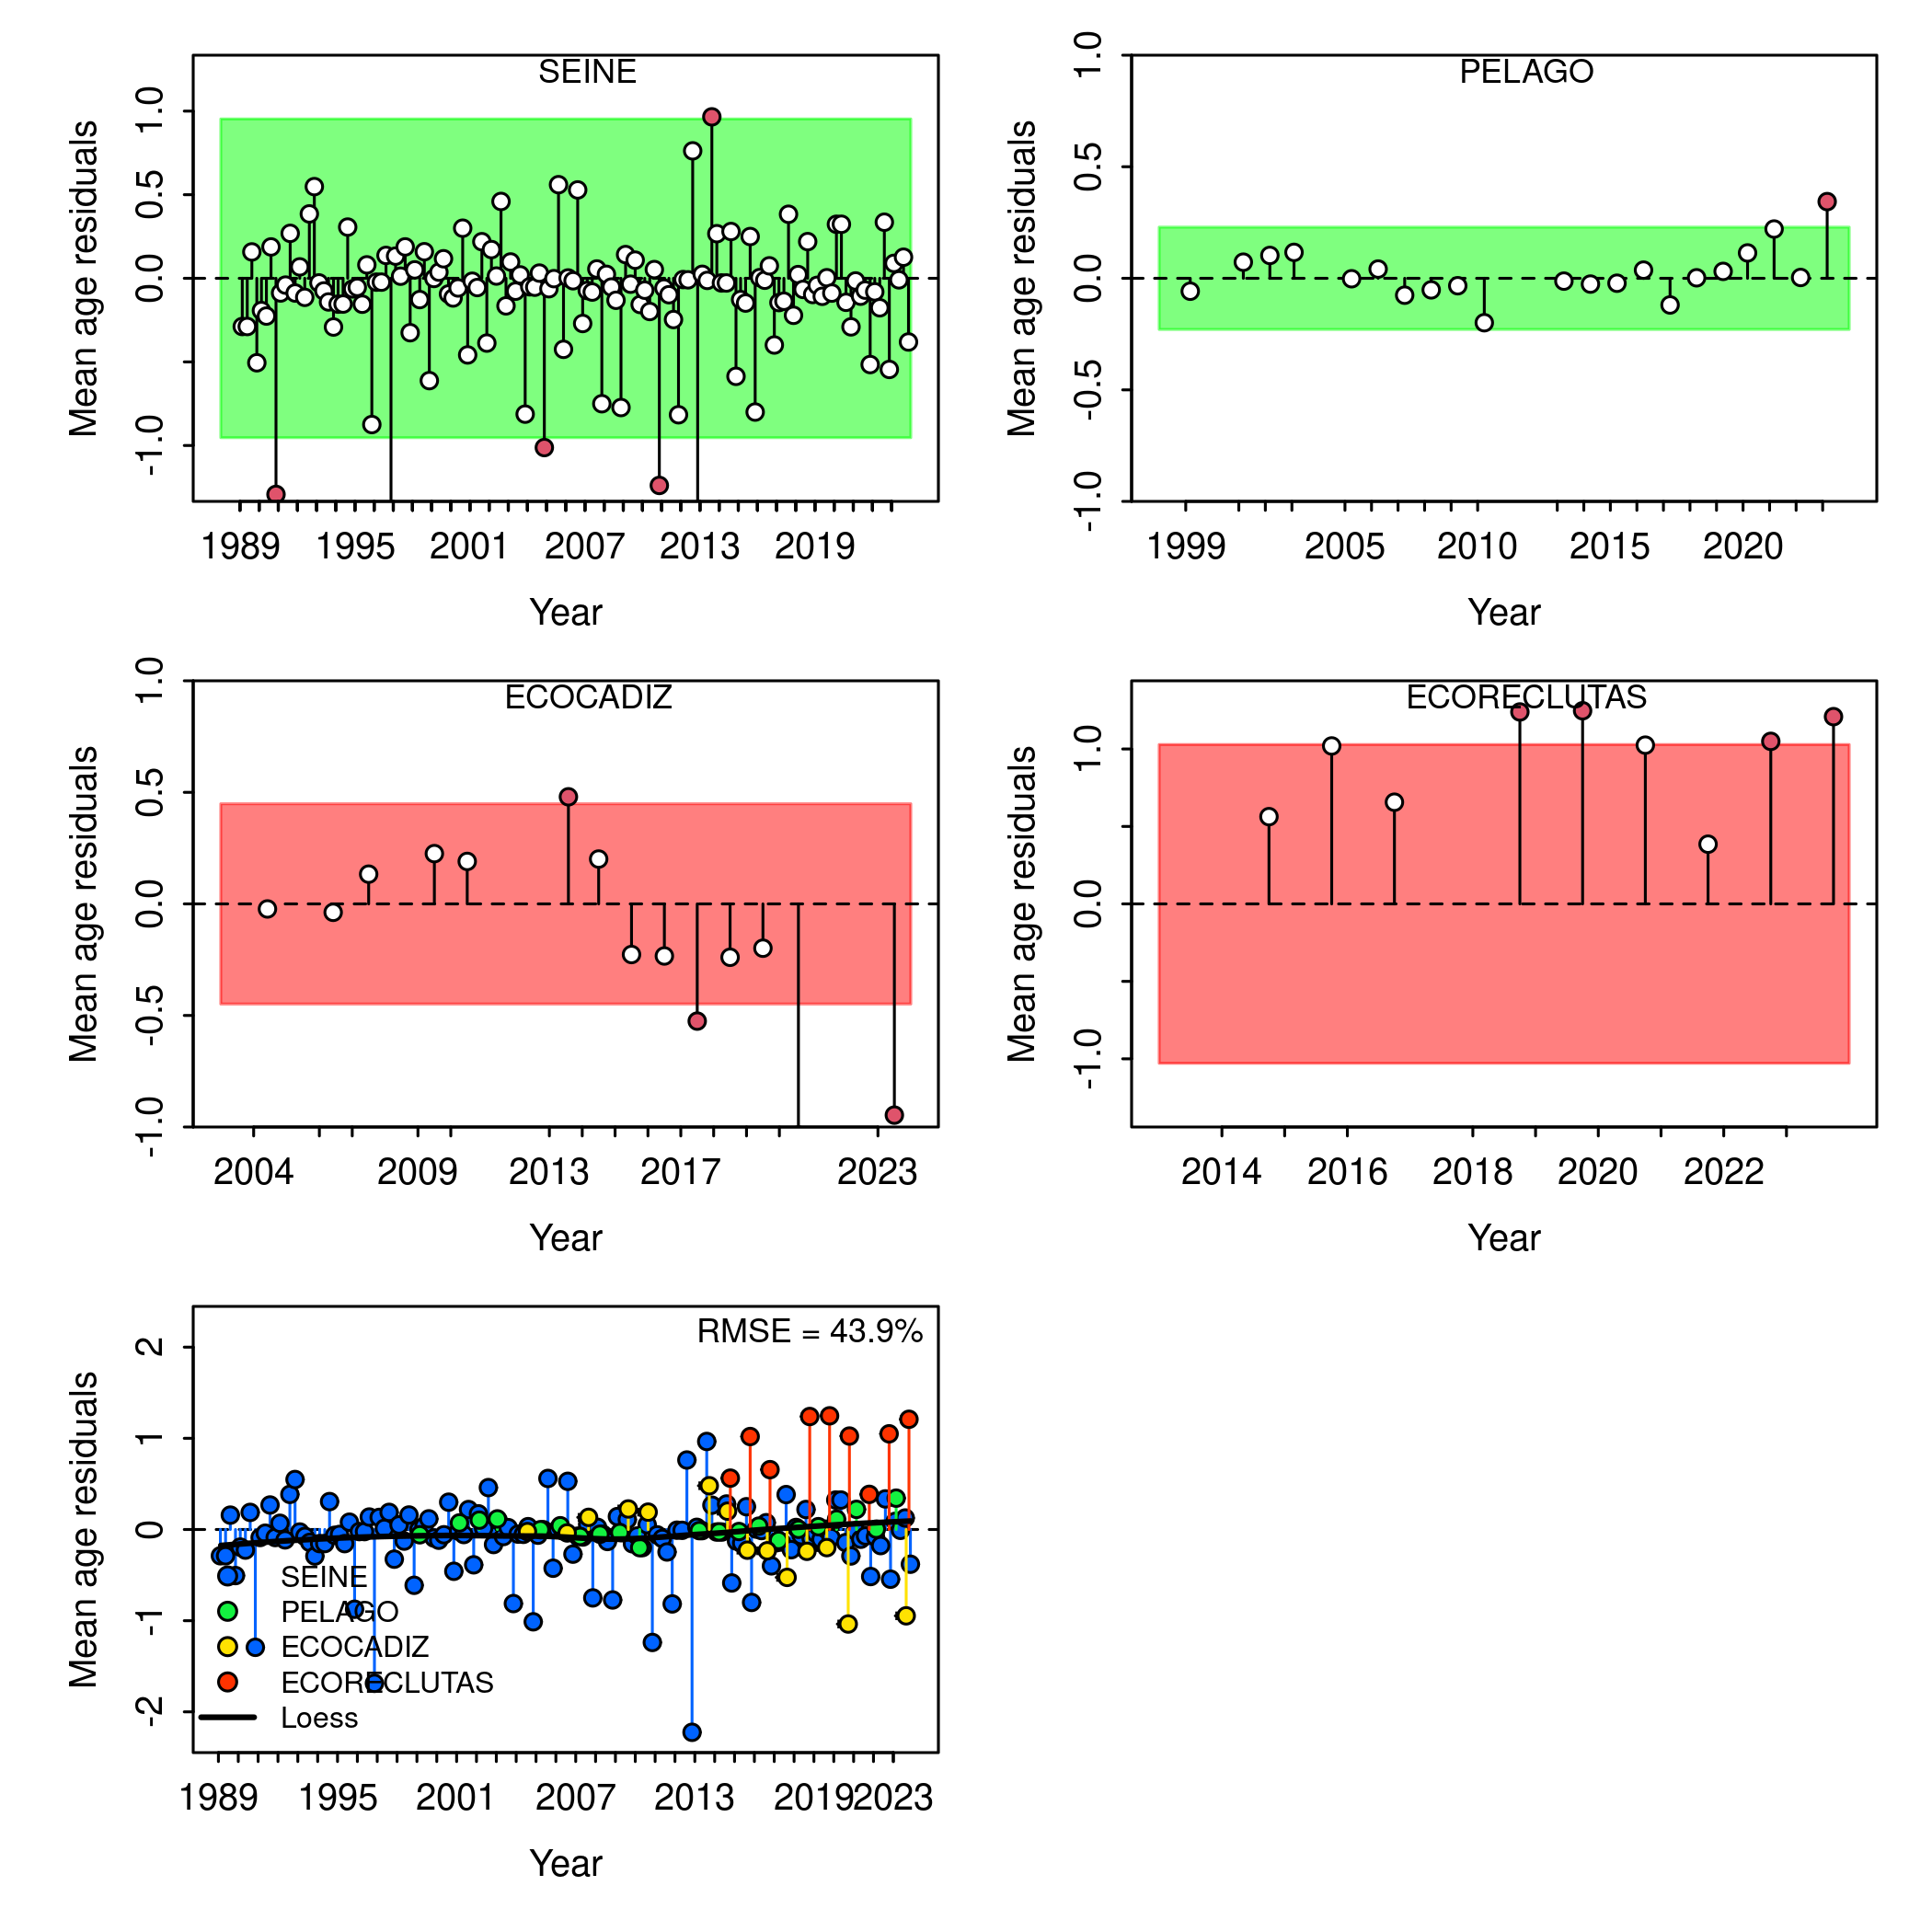 SEINE
Mean age residuals
1.0
0.5
0.0
-1.0
1989 1995 2001 2007 2013 2019
Year
PELAGO
Mean age residuals
1.0
0.5
0.0
-0.5
-1.0
1999 2005 2010 2015 2020
Year
ECOCADIZ
Mean age residuals
1.0
0.5
0.0
-0.5
-1.0
2004 2009 2013 2017 2023
Year
ECORECLUTAS
Mean age residuals
1.0
0.0
-1.0
2014 2016 2018 2020 2022
Year
RMSE = 43.9%
Mean age residuals
2
1
0
-1
-2
SEINE
PELAGO
ECOCADIZ
ECORECLUTAS
Loess
1989 1995 2001 2007 2013 2019 2023
Year